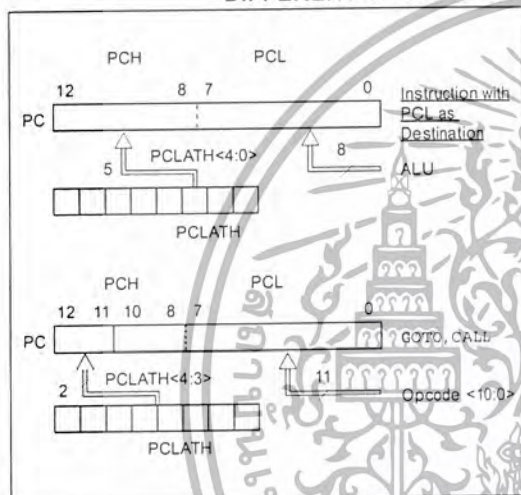 PCH PCL
12 8 7 0
PC
Instruction with
PCL as
Destination
5 PCLATH<4:0> 8 ALU
PCLATH
PCH PCL
12 11 10 8 7 0
PC GOTO, CALL
2 PCLATH<4:3> 11 Opcode <10:0>
PCLATH